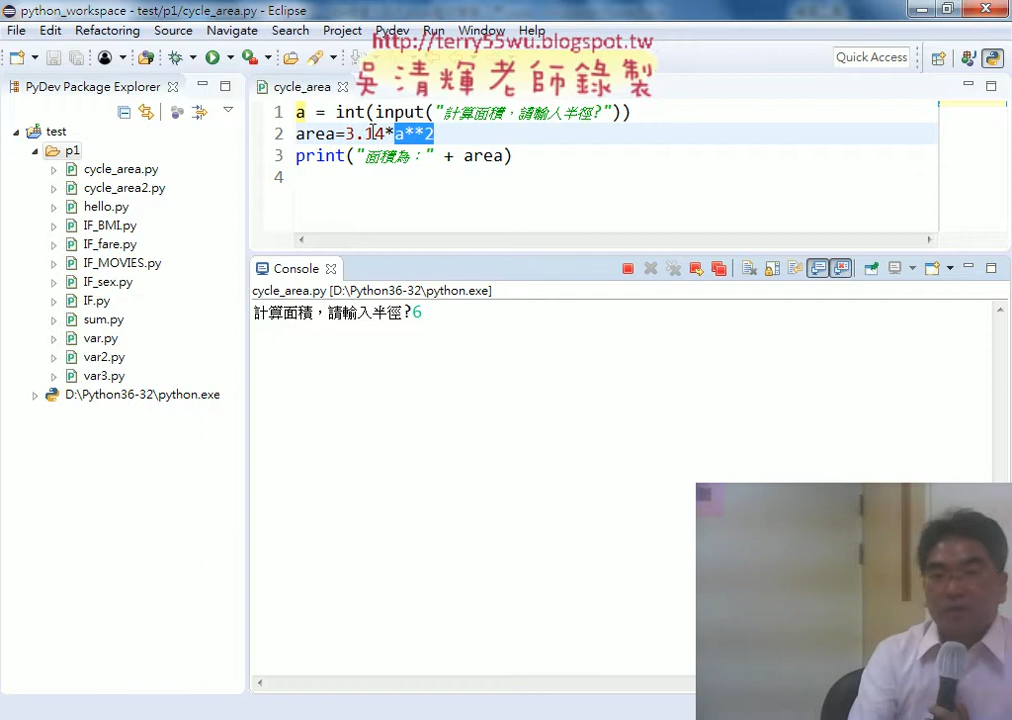 python_workspace - test/p1/cycle_area.py - Eclipse
File Edit Refactoring Source Navigate Search Project Pydev Run Window Help
http://terry55wu.blogspot.tw
吳清輝老師錄製
Quick Access
PyDev Package Explorer
cycle_area
test
p1
cycle_area.py
cycle_area2.py
hello.py
IF_BMI.py
IF_fare.py
IF_MOVIES.py
IF_sex.py
IF.py
sum.py
var.py
var2.py
var3.py
D:\Python36-32\python.exe
1 a = int(input("計算面積，請輸入半徑?"))
2 area=3.14*a**2
3 print("面積為：" + area)
4
Console
cycle_area.py [D:\Python36-32\python.exe]
計算面積，請輸入半徑?6